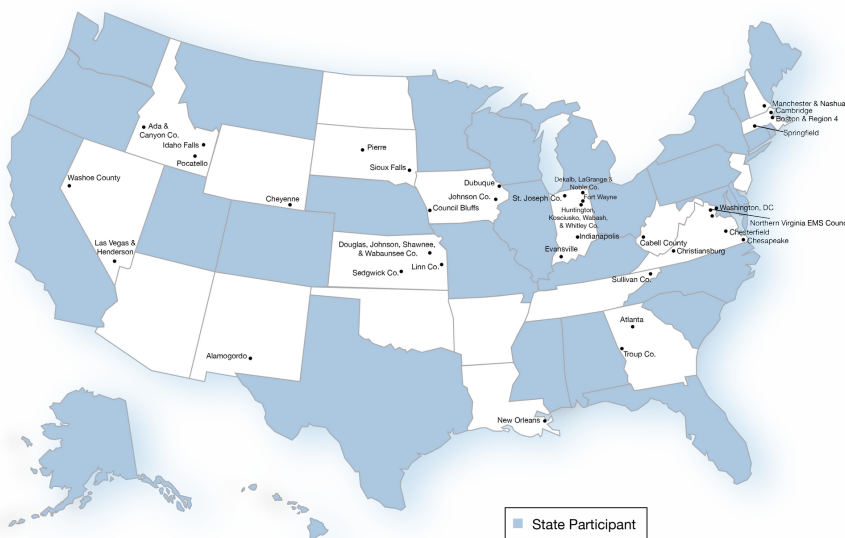 Manchester & Nashua
Cambridge
Boston & Region 4
Springfield
Ada &
Canyon Co.
Idaho Falls
Pocatello
Pierre
Sioux Falls
Washoe County
Cheyenne
Dubuque
Johnson Co.
Council Bluffs
Dekalb, LaGrange &
Noble Co.
St. Joseph Co.
Fort Wayne
Huntington,
Kosciusko, Wabash,
& Whitley Co.
Indianapolis
Evansville
Washington, DC
Northern Virginia EMS Counc
Chesterfield
Chesapeake
Cabell County
Christiansburg
Las Vegas &
Henderson
Douglas, Johnson, Shawnee,
& Wabaunsee Co.
Linn Co.
Sedgwick Co.
Sullivan Co.
Atlanta
Troup Co.
Alamogordo
New Orleans
State Participant